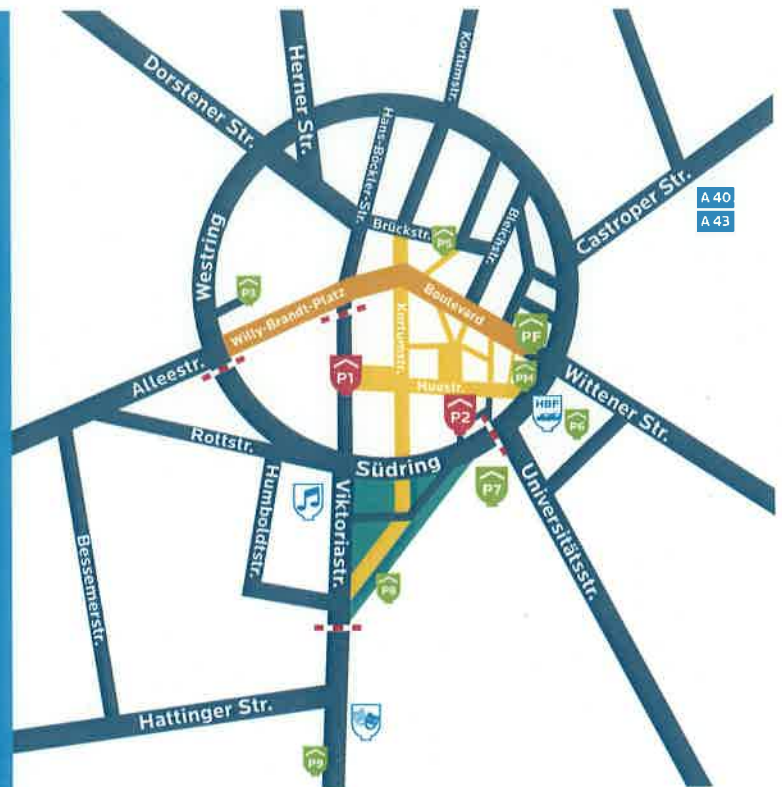 Dorstener Str.
Herner Str.
Kortumstr.
Hans-Böckler-Str.
Castroper Str.
A 40
A 43
Westring
Brückstr.
P5
Bleichstr.
P3
Willy-Brandt-Platz
Boulevard
Kortumstr.
PF
Alleestr.
P1
Huestr.
PM
P2
HBF
P6
Wittener Str.
Rottstr.
Südring
P7
Humboldtstr.
Viktoriastr.
Universitätsstr.
Bessemerstr.
P8
Hattinger Str.
P9